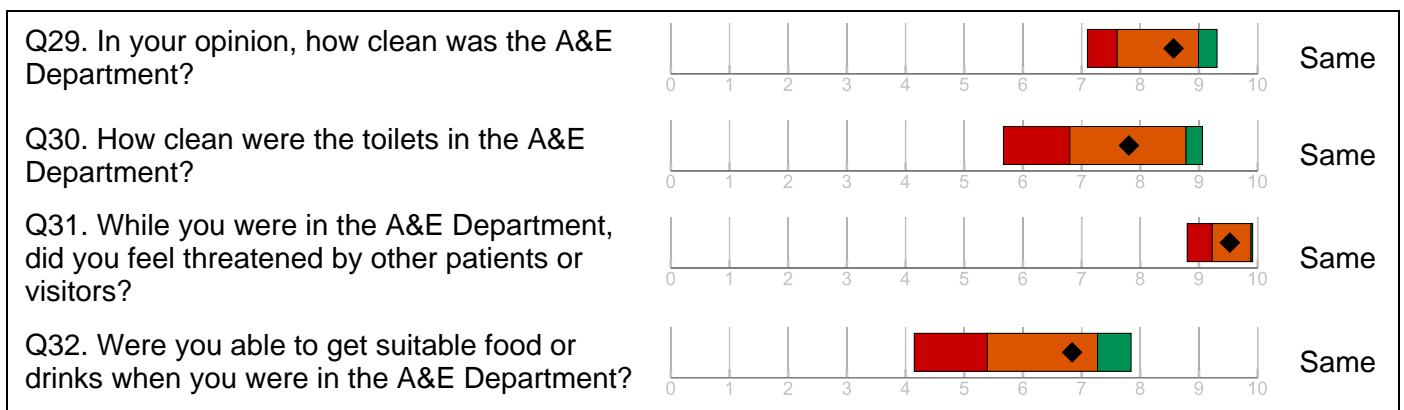 Q29. In your opinion, how clean was the A&E
Department?
Same
0 1 2 3 4 5 6 7 8 9 10
Q30. How clean were the toilets in the A&E
Department?
Same
0 1 2 3 4 5 6 7 8 9 10
Q31. While you were in the A&E Department,
did you feel threatened by other patients or
visitors?
Same
0 1 2 3 4 5 6 7 8 9 10
Q32. Were you able to get suitable food or
drinks when you were in the A&E Department?
Same
0 1 2 3 4 5 6 7 8 9 10